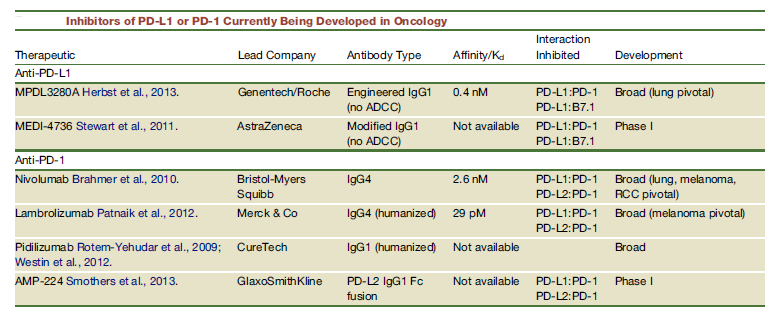 Inhibitors of PD-L1 or PD-1 Currently Being Developed in Oncology
Interaction
Therapeutic Lead Company Antibody Type Affinity/Kd Inhibited Development
Anti-PD-L1
MPDL3280A Herbst et al., 2013. Genentech/Roche Engineered IgG1 0.4 nM PD-L1:PD-1 Broad (lung pivotal)
(no ADCC) PD-L1:B7.1
MEDI-4736 Stewart et al., 2011. AstraZeneca Modified IgG1 Not available PD-L1:PD-1 Phase I
(no ADCC) PD-L1:B7.1
Anti-PD-1
Nivolumab Brahmer et al., 2010. Bristol-Myers IgG4 2.6 nM PD-L1:PD-1 Broad (lung, melanoma,
Squibb PD-L2:PD-1 RCC pivotal)
Lambrolizumab Patnaik et al., 2012. Merck & Co IgG4 (humanized) 29 pM PD-L1:PD-1 Broad (melanoma pivotal)
PD-L2:PD-1
Pidilizumab Rotem-Yehudar et al., 2009; CureTech IgG1 (humanized) Not available Broad
Westin et al., 2012.
AMP-224 Smothers et al., 2013. GlaxoSmithKline PD-L2 IgG1 Fc Not available PD-L1:PD-1 Phase I
fusion PD-L2:PD-1